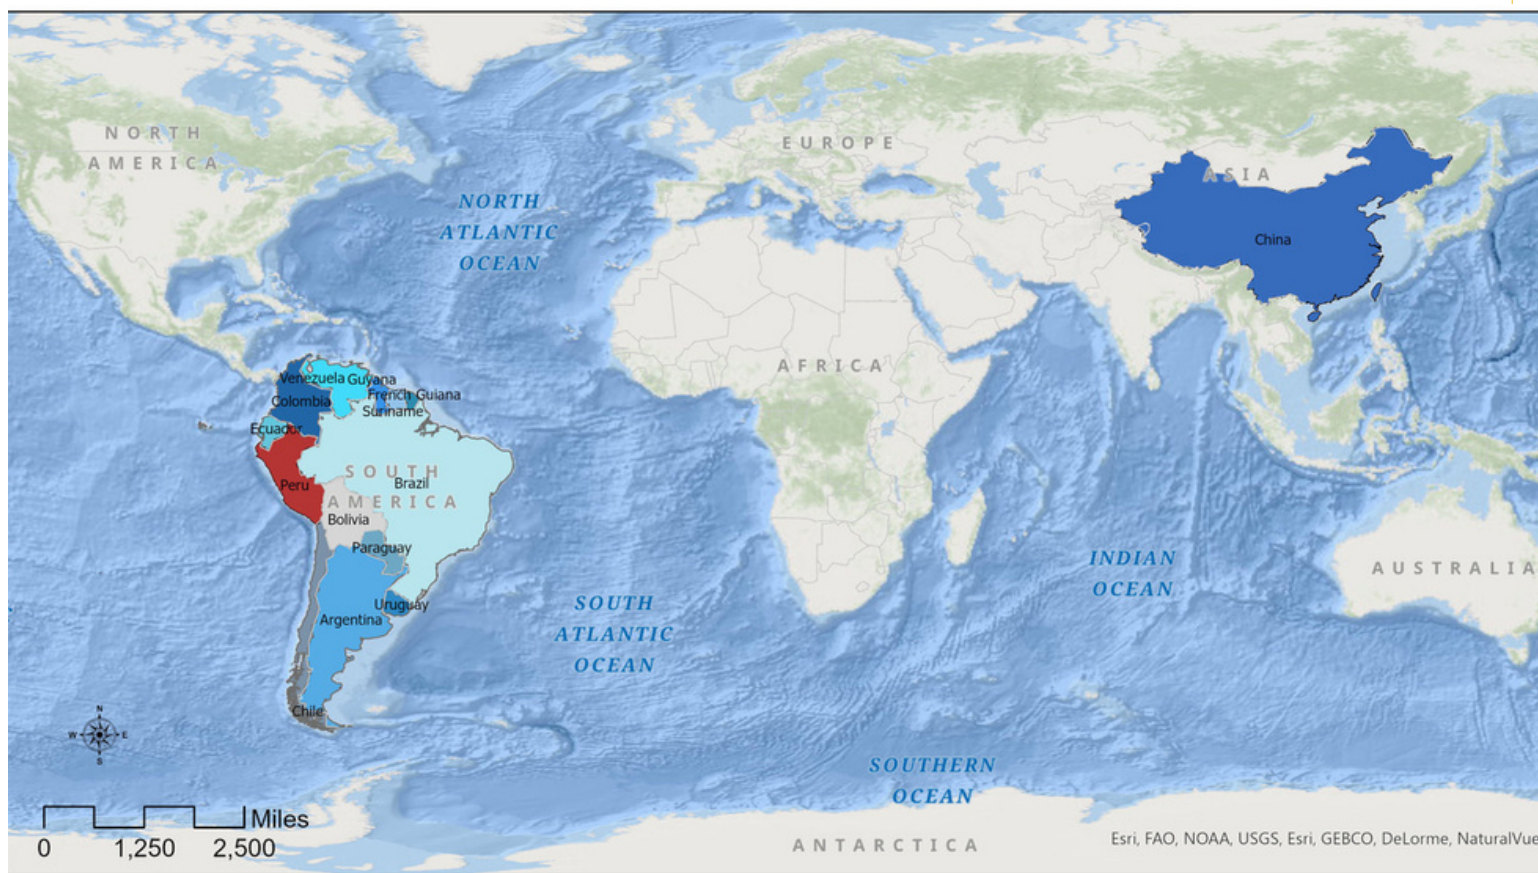 NORTH
AMERICA
EUROPE
ASIA
NORTH
ATLANTIC
OCEAN
China
AFRICA
Venezuela
Guyana
French Guiana
Colombia
Suriname
Ecuador
SOUTH
AMERICA
Brazil
Peru
Bolivia
Paraguay
INDIAN
OCEAN
AUSTRALIA
Uruguay
Argentina
SOUTH
ATLANTIC
OCEAN
Chile
N
W
E
S
SOUTHERN
OCEAN
Miles
0 1,250 2,500
ANTARCTICA
Esri, FAO, NOAA, USGS, Esri, GEBCO, DeLorme, NaturalVue